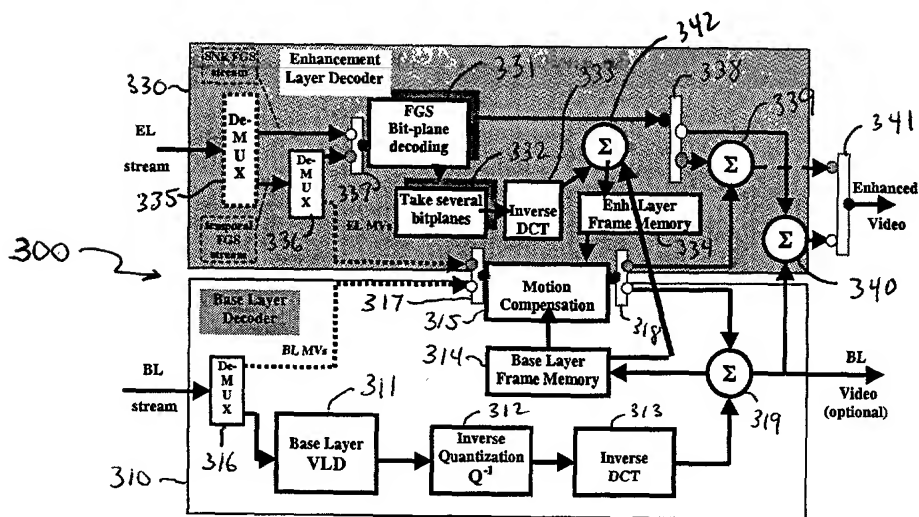 342
SNR FGS
stream
Enhancement
Layer Decoder
331
333
338
339
330
De-
MUX
FGS
Bit-plane
decoding
Σ
Σ
341
EL
stream
De-
MUX
337
332
Take several
bitplanes
Inverse
DCT
Enh. Layer
Frame Memory
334
Enhanced
Video
335
temporal
FGS
stream
336
EL MVs
Σ
340
300
317
Motion
Compensation
315
318
Base Layer
Decoder
BL MVs
314
Base Layer
Frame Memory
Σ
319
BL
stream
De-
MUX
316
BL
Video
(optional)
311
Base Layer
VLD
312
Inverse
Quantization
Q⁻¹
313
Inverse
DCT
310